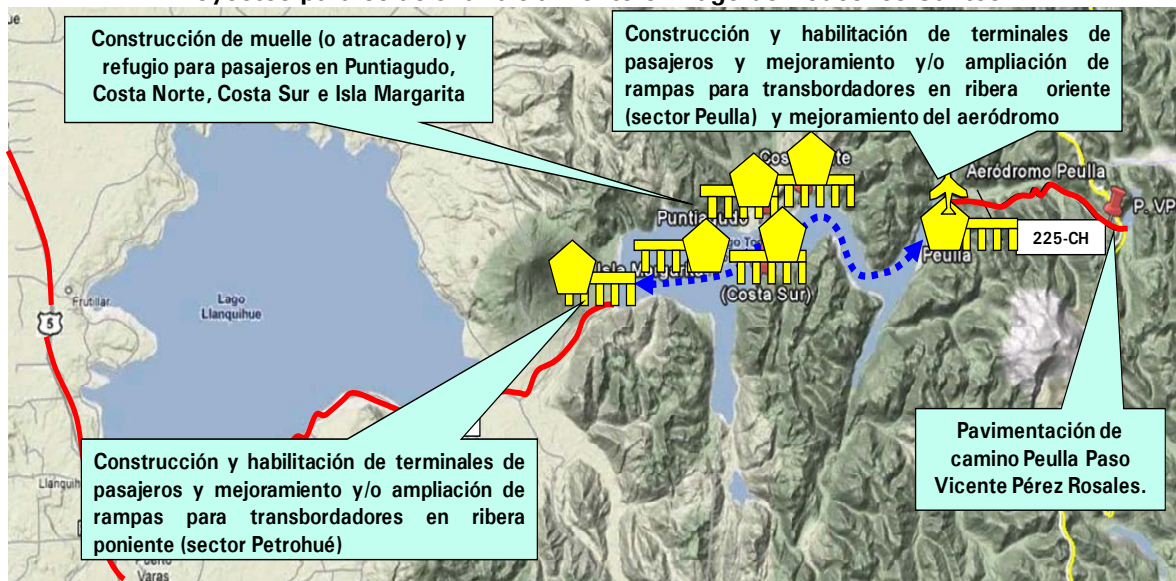 Construcción de muelle (o atracadero) y
refugio para pasajeros en Puntiagudo,
Costa Norte, Costa Sur e Isla Margarita
Construcción y habilitación de terminales de
pasajeros y mejoramiento y/o ampliación de
rampas para transbordadores en ribera oriente
(sector Peulla) y mejoramiento del aeródromo
Aeródromo Peulla
P. VP
Puntiagudo
225-CH
Peulla
(Costa Sur)
Frutillar
Lago
Llanquihue
5
Construcción y habilitación de terminales de
pasajeros y mejoramiento y/o ampliación de
rampas para transbordadores en ribera
poniente (sector Petrohué)
Pavimentación de
camino Peulla Paso
Vicente Pérez Rosales.
Varas